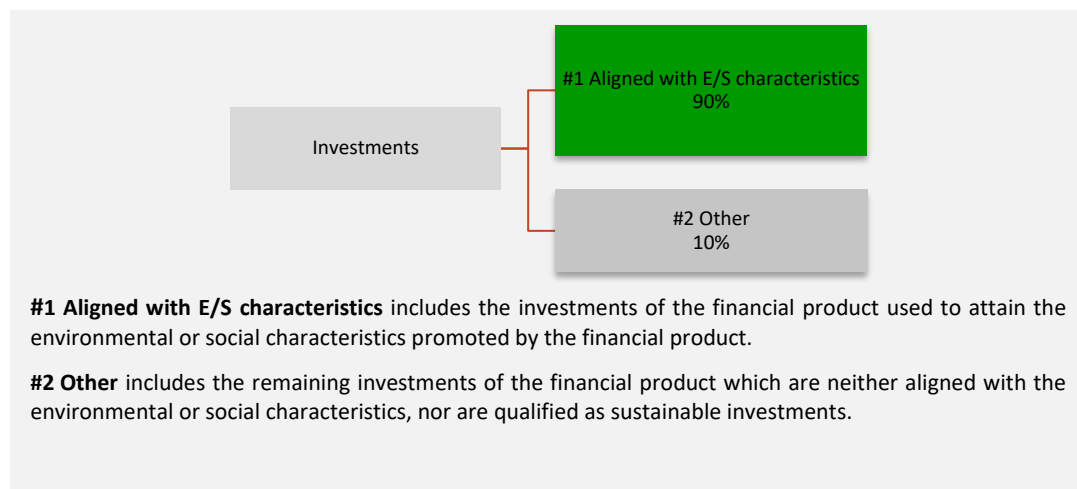 #1 Aligned with E/S characteristics
90%
Investments
#2 Other
10%
#1 Aligned with E/S characteristics includes the investments of the financial product used to attain the
environmental or social characteristics promoted by the financial product.
#2 Other includes the remaining investments of the financial product which are neither aligned with the
environmental or social characteristics, nor are qualified as sustainable investments.